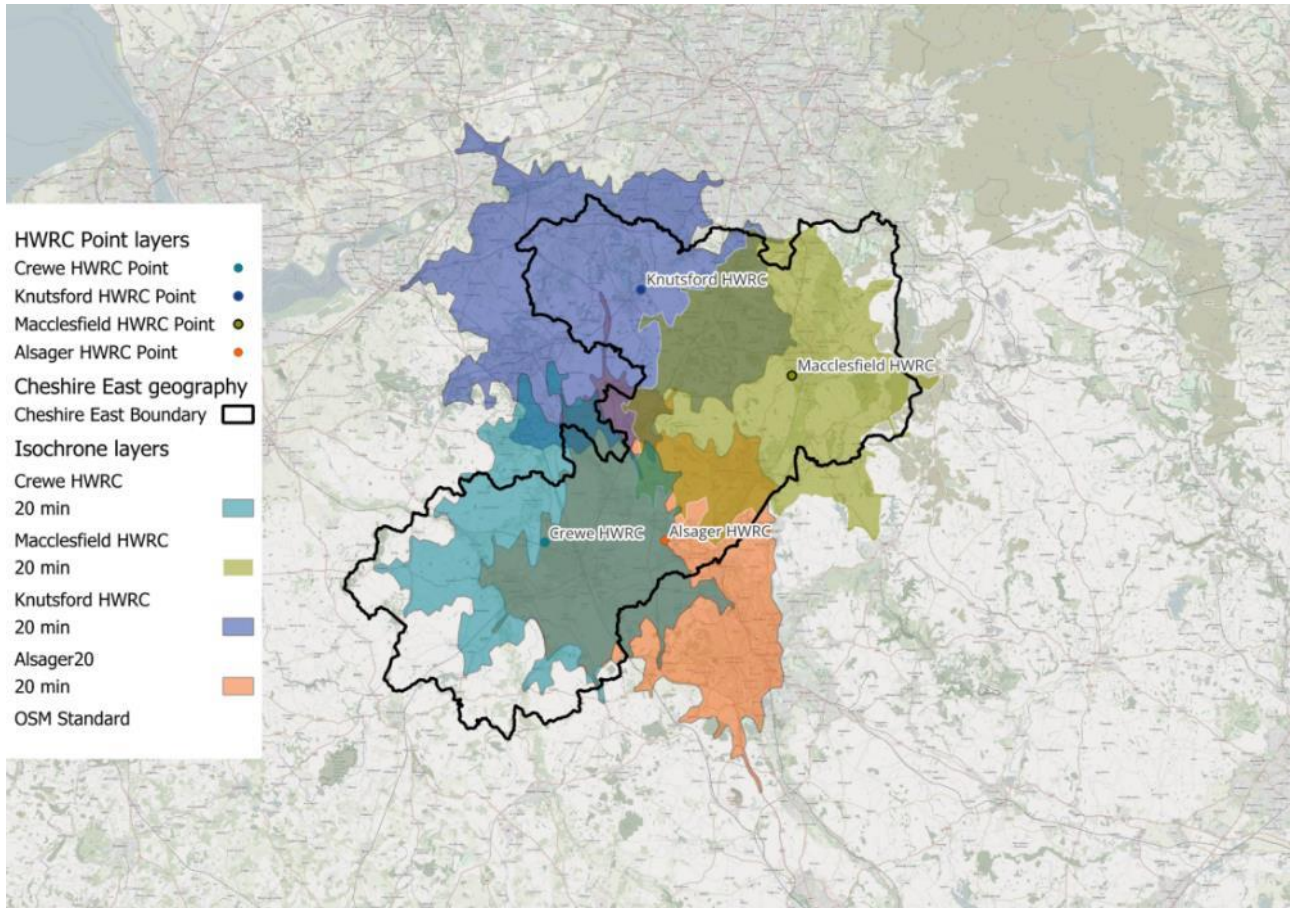 HWRC Point layers
Crewe HWRC Point
Knutsford HWRC Point
Macclesfield HWRC Point
Alsager HWRC Point
Cheshire East geography
Cheshire East Boundary
Isochrone layers
Crewe HWRC
20 min
Macclesfield HWRC
20 min
Knutsford HWRC
20 min
Alsager20
20 min
OSM Standard
Knutsford HWRC
Macclesfield HWRC
Crewe HWRC
Alsager HWRC